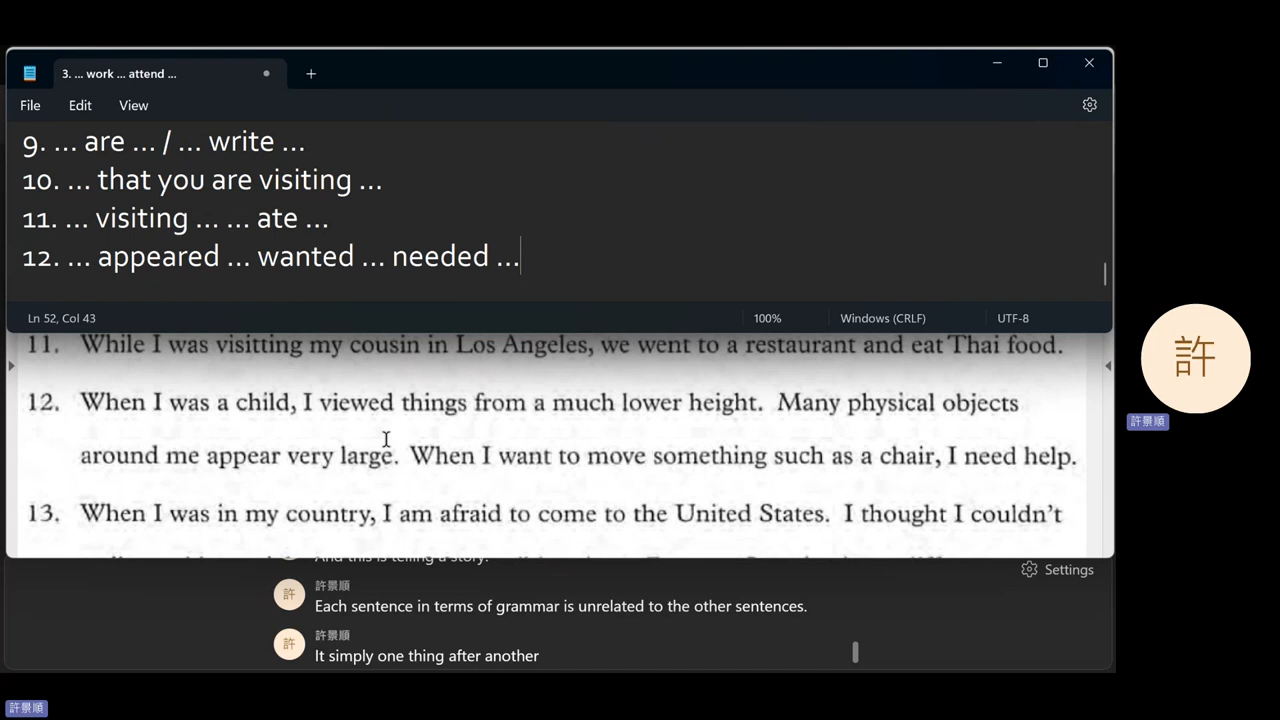 3. ... work ... attend ...
File Edit View
9. ... are ... / ... write ...
10. ... that you are visiting ...
11. ... visiting ... ... ate ...
12. ... appeared ... wanted ... needed ...
Ln 52, Col 43 100% Windows (CRLF) UTF-8
11. While I was visitting my cousin in Los Angeles, we went to a restaurant and eat Thai food.
12. When I was a child, I viewed things from a much lower height. Many physical objects
around me appear very large. When I want to move something such as a chair, I need help.
13. When I was in my country, I am afraid to come to the United States. I thought I couldn't
And this is telling a story.
Settings
許景順
許 Each sentence in terms of grammar is unrelated to the other sentences.
許景順
許 It simply one thing after another
許
許景順
許景順